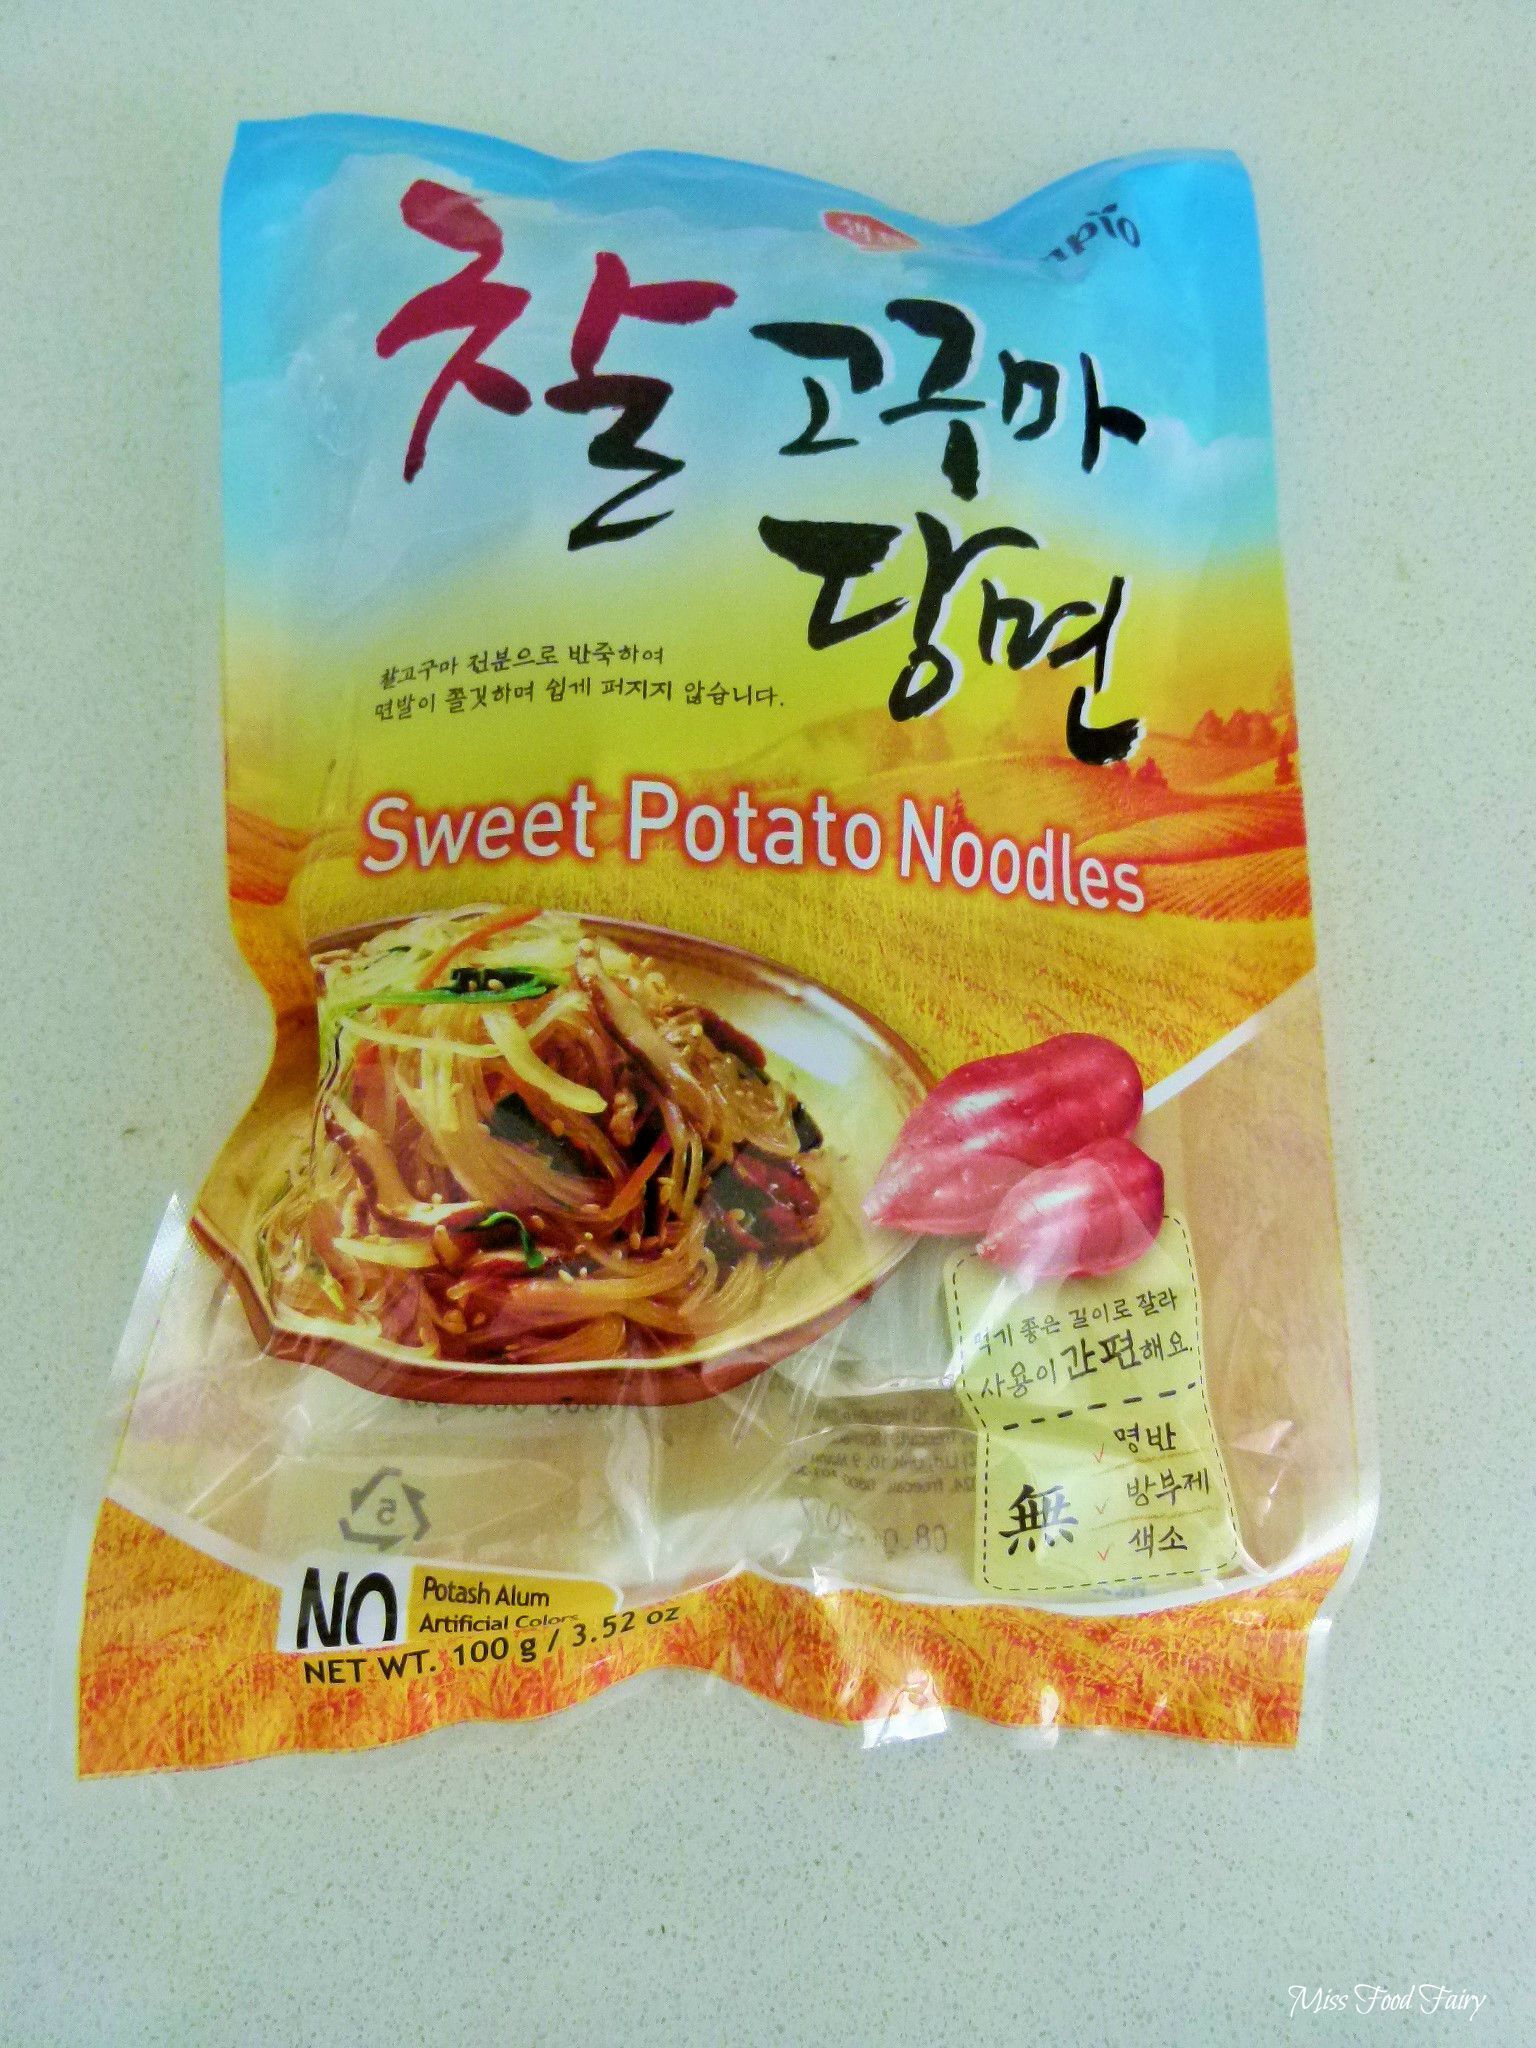 찰 고구마
당면
찰고구마 전분으로 반죽하여
면발이 쫄깃하며 쉽게 퍼지지 않습니다.
Sweet Potato Noodles
먹기 좋은 길이로 잘라
사용이 간편해요.
無
명반
방부제
색소
5
NO
Potash Alum
Artificial Colors
NET WT. 100 g / 3.52 oz
Miss Food Fairy